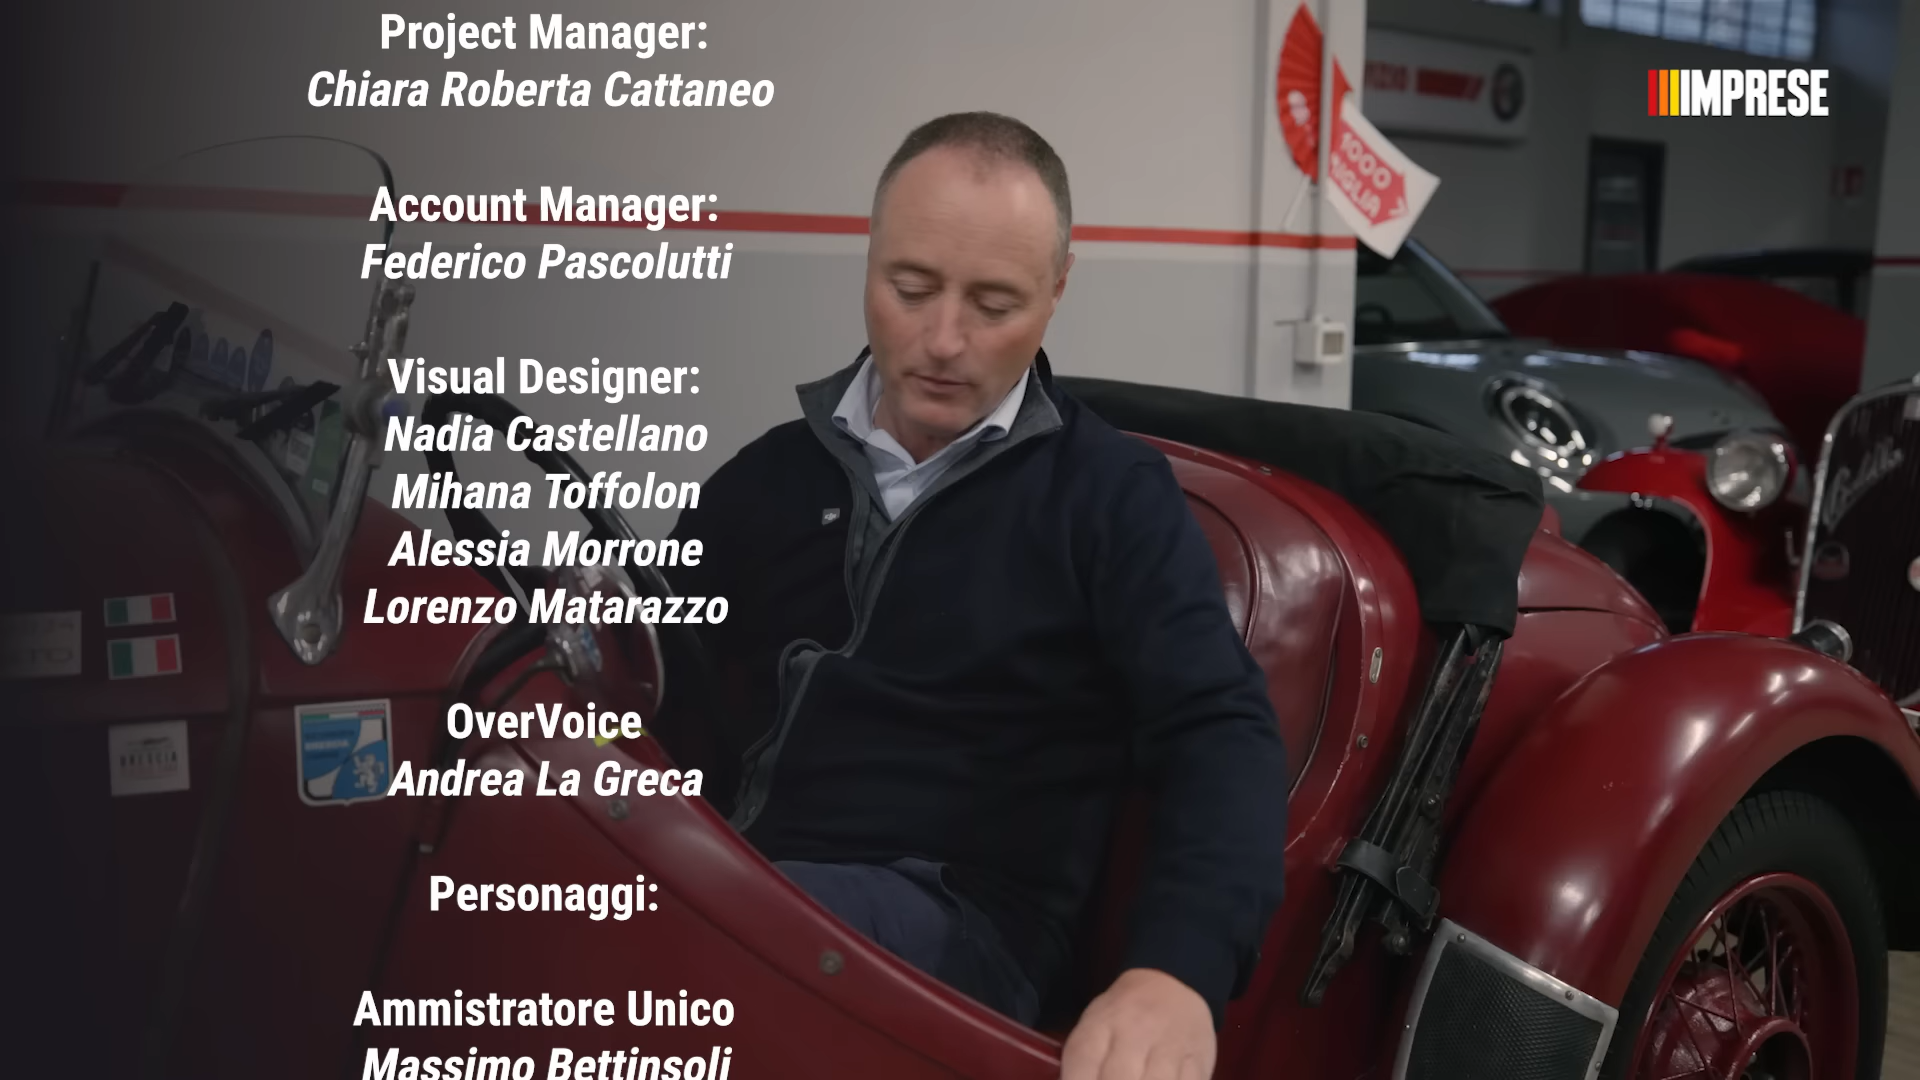 Project Manager:
Chiara Roberta Cattaneo
IMPRESE
Account Manager:
Federico Pascolutti
1000
MIGLIA
Visual Designer:
Nadia Castellano
Mihana Toffolon
Alessia Morrone
Lorenzo Matarazzo
OverVoice
Andrea La Greca
BRESCIA
Personaggi:
Ammistratore Unico
Massimo Bettinsoli